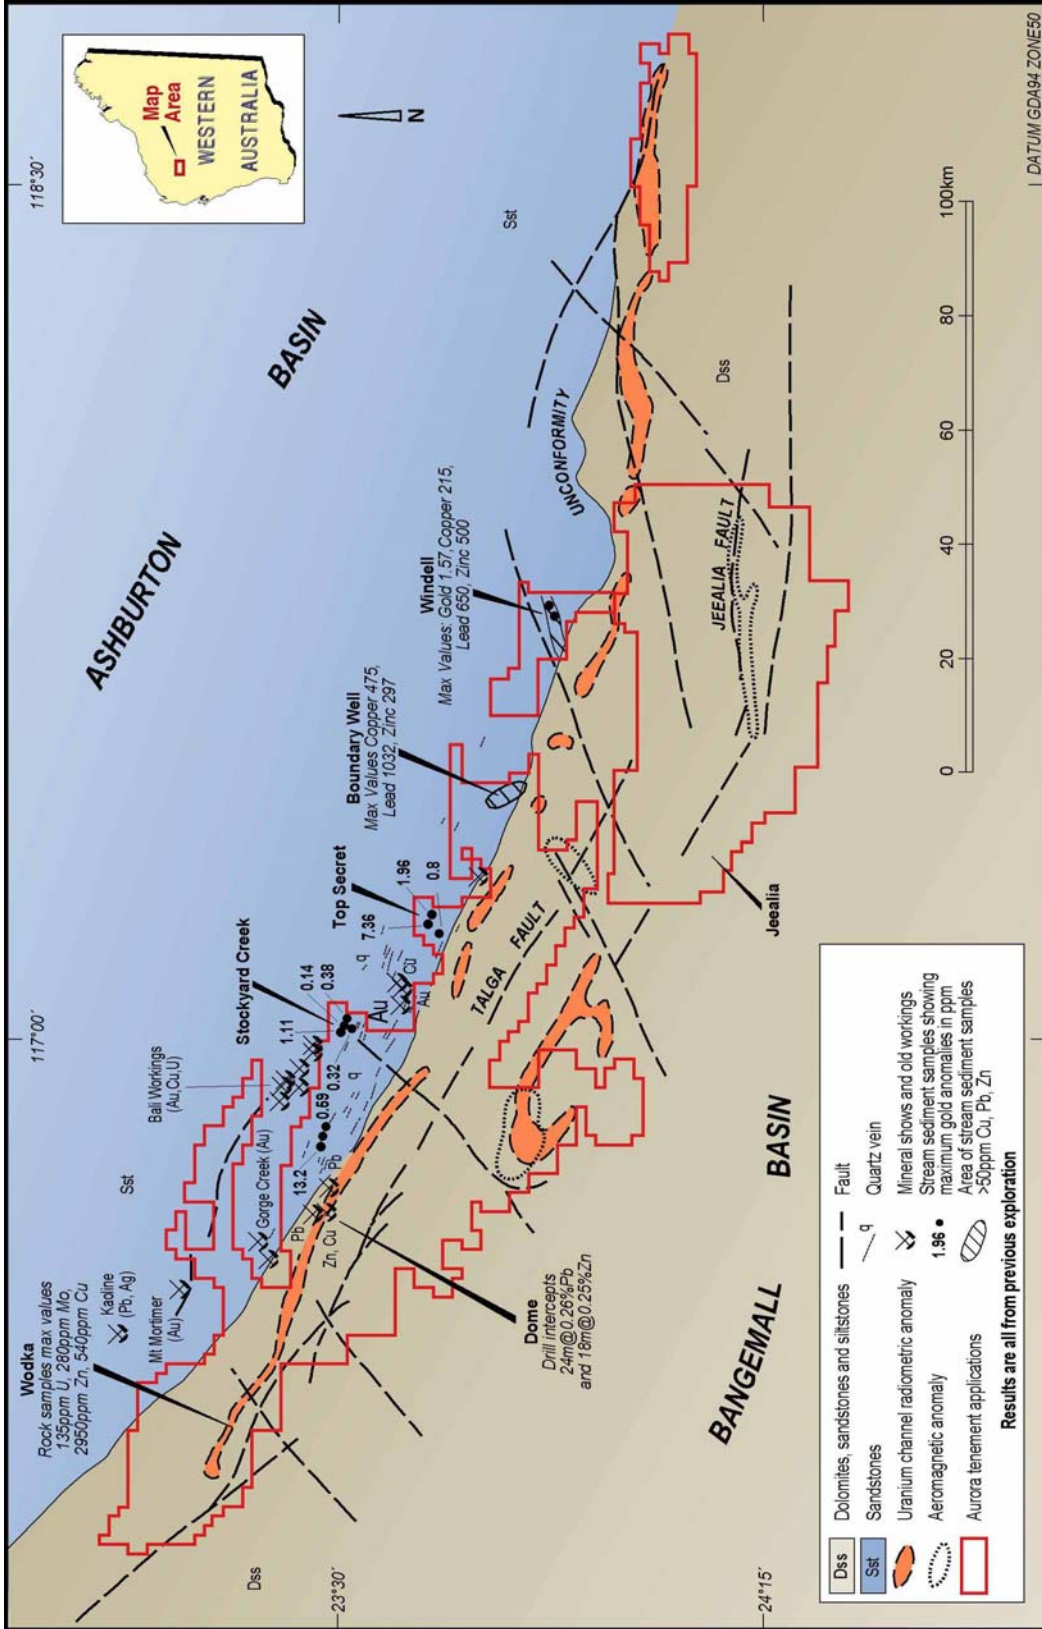 118°30´
117°00´
23°30´
24°15´
WESTERN
AUSTRALIA
Map
Area
N
ASHBURTON
BASIN
Sst
Wodka
Rock samples max values
135ppm U, 280ppm Mo,
2950ppm Zn, 540ppm Cu
Kaoline
(Pb, Ag)
Mt Mortimer
(Au)
Sst
Bali Workings
(Au,Cu,U)
Gorge Creek (Au)
Stockyard Creek
0.14
0.38
1.11
0.32
0.69
13.2
q
q
Au
Au
Cu
Pb
Pb
Zn, Cu
Top Secret
1.96
7.36
0.8
Boundary Well
Max Values Copper 475,
Lead 1032, Zinc 297
Windell
Max Values: Gold 1.57, Copper 215,
Lead 650, Zinc 500
UNCONFORMITY
Dome
Drill intercepts
24m@0.26%Pb
and 18m@0.25%Zn
TALGA FAULT
JEEALIA FAULT
Jeealia
Dss
Dss
BANGEMALL
BASIN
0
20
40
60
80
100km
Dss Dolomites, sandstones and siltstones
Sst Sandstones
Uranium channel radiometric anomaly
Aeromagnetic anomaly
Aurora tenement applications
Fault
q Quartz vein
Mineral shows and old workings
1.96 Stream sediment samples showing
maximum gold anomalies in ppm
Area of stream sediment samples
>50ppm Cu, Pb, Zn
Results are all from previous exploration
DATUM GDA94 ZONE50